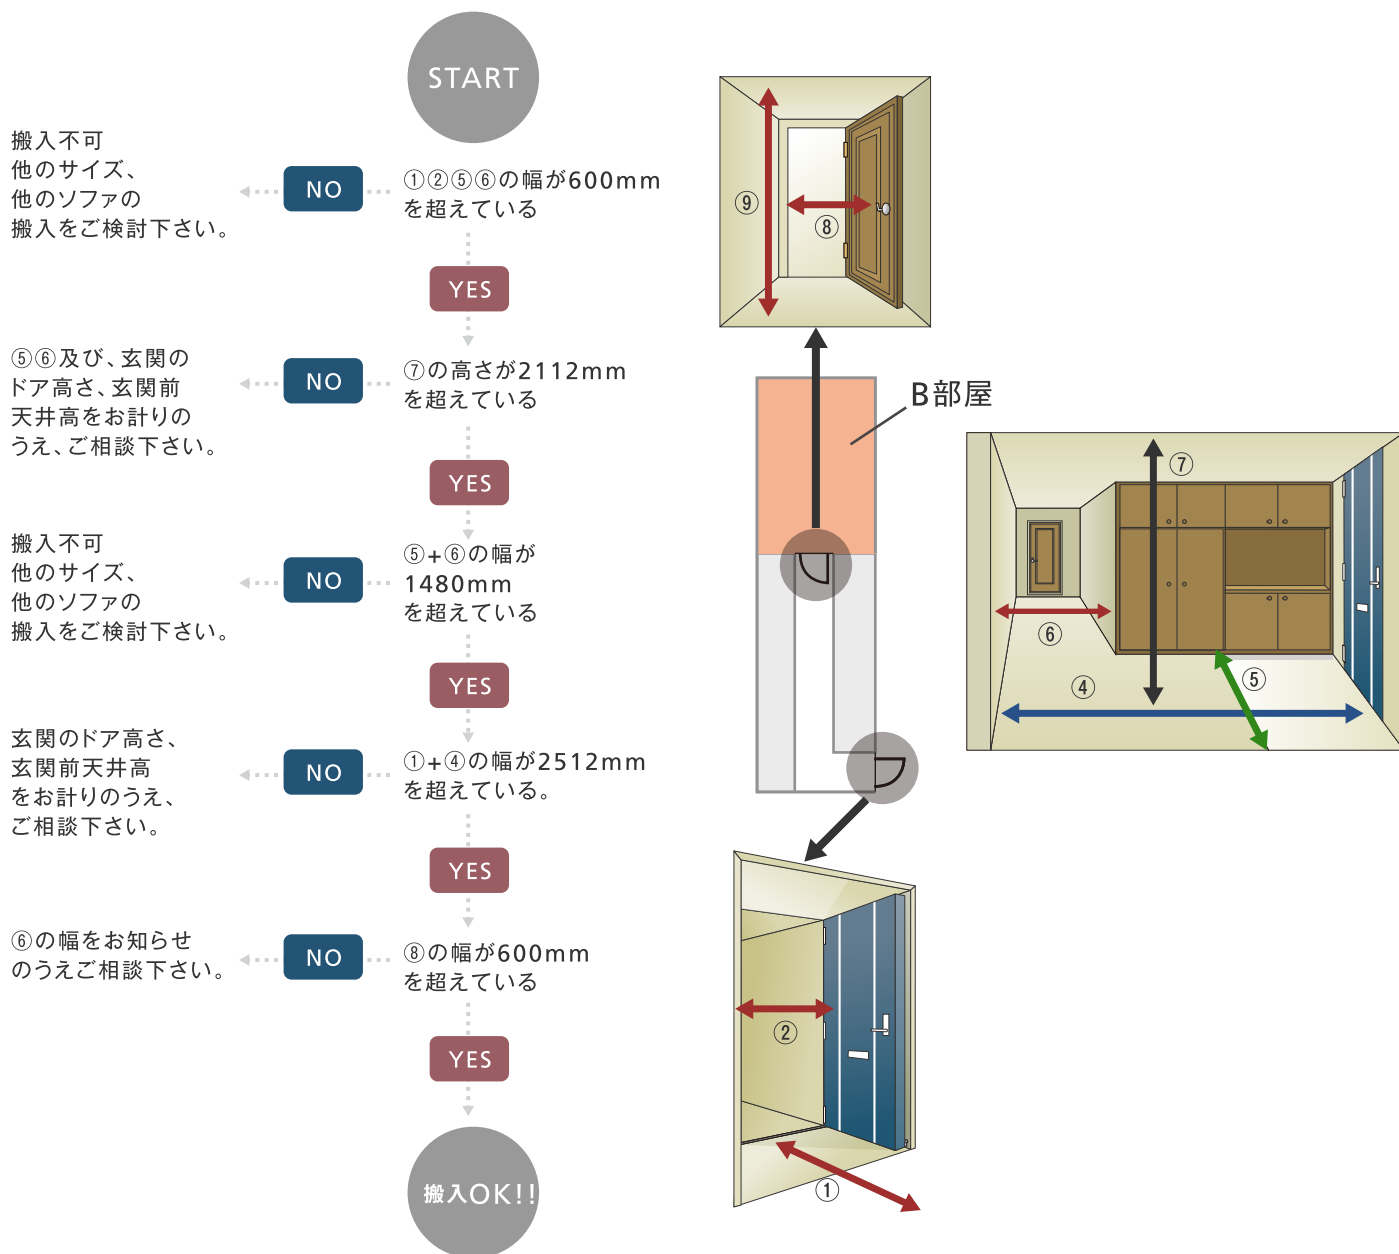 START
①②⑤⑥の幅が600mm
を超えている
NO
搬入不可
他のサイズ、
他のソファの
搬入をご検討下さい。
YES
⑦の高さが2112mm
を超えている
NO
⑤⑥及び、玄関の
ドア高さ、玄関前
天井高をお計りの
うえ、ご相談下さい。
YES
⑤+⑥の幅が
1480mm
を超えている
NO
搬入不可
他のサイズ、
他のソファの
搬入をご検討下さい。
YES
①+④の幅が2512mm
を超えている。
NO
玄関のドア高さ、
玄関前天井高
をお計りのうえ、
ご相談下さい。
YES
⑧の幅が600mm
を超えている
NO
⑥の幅をお知らせ
のうえご相談下さい。
YES
搬入OK!!
⑨
⑧
B部屋
⑦
⑥
④
⑤
②
①